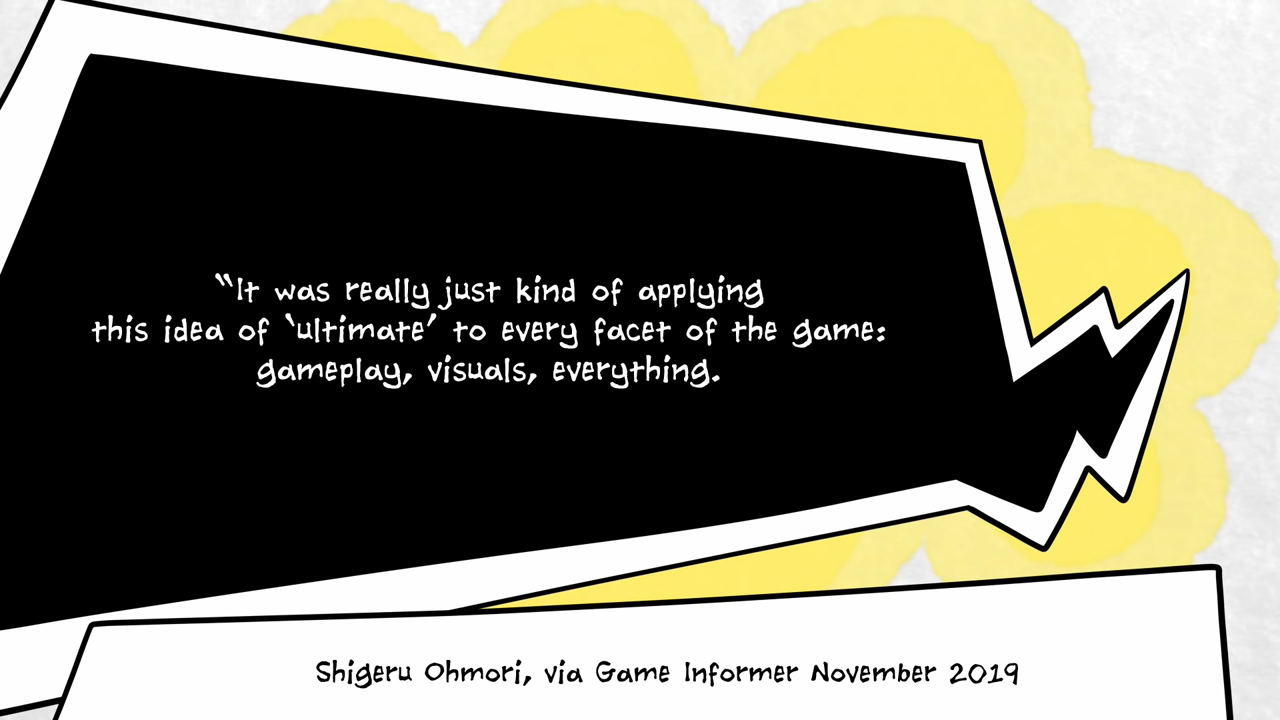 “It was really just kind of applying
this idea of ‘ultimate’ to every facet of the game:
gameplay, visuals, everything.
Shigeru Ohmori, via Game Informer November 2019